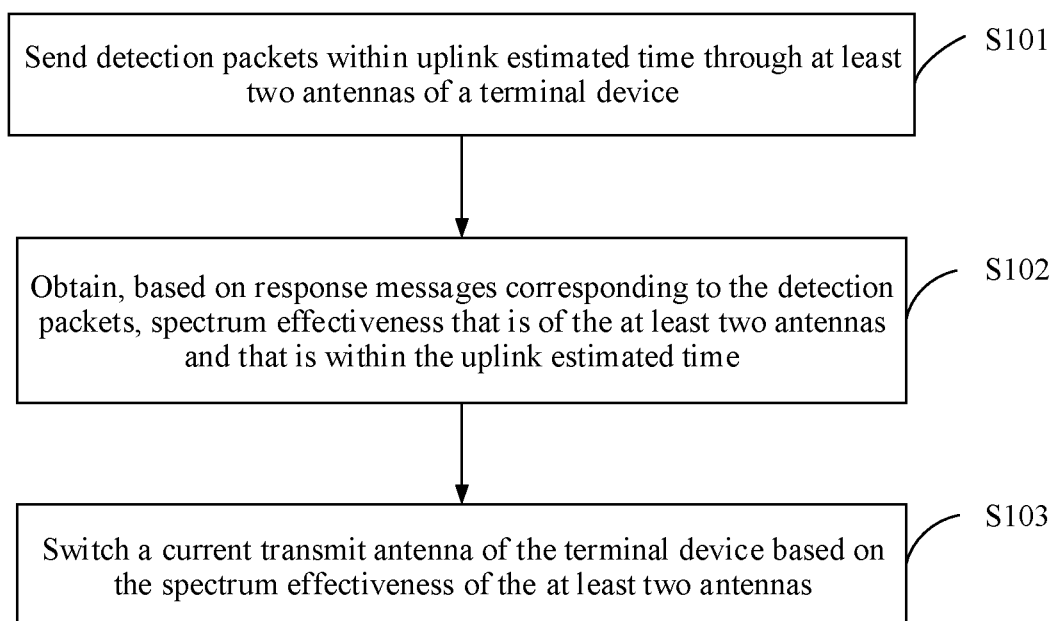 Send detection packets within uplink estimated time through at least
two antennas of a terminal device
S101
Obtain, based on response messages corresponding to the detection
packets, spectrum effectiveness that is of the at least two antennas
and that is within the uplink estimated time
S102
Switch a current transmit antenna of the terminal device based on
the spectrum effectiveness of the at least two antennas
S103